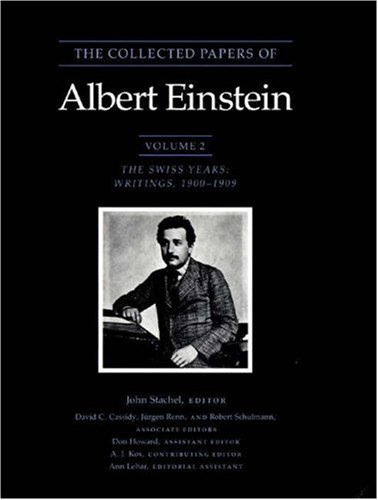 THE COLLECTED PAPERS OF
Albert Einstein
VOLUME 2
THE SWISS YEARS:
WRITINGS, 1900–1909
John Stachel, EDITOR
David C. Cassidy, Jürgen Renn, AND Robert Schulmann,
ASSOCIATE EDITORS
Don Howard, ASSISTANT EDITOR
A. J. Kox, CONTRIBUTING EDITOR
Ann Lehar, EDITORIAL ASSISTANT